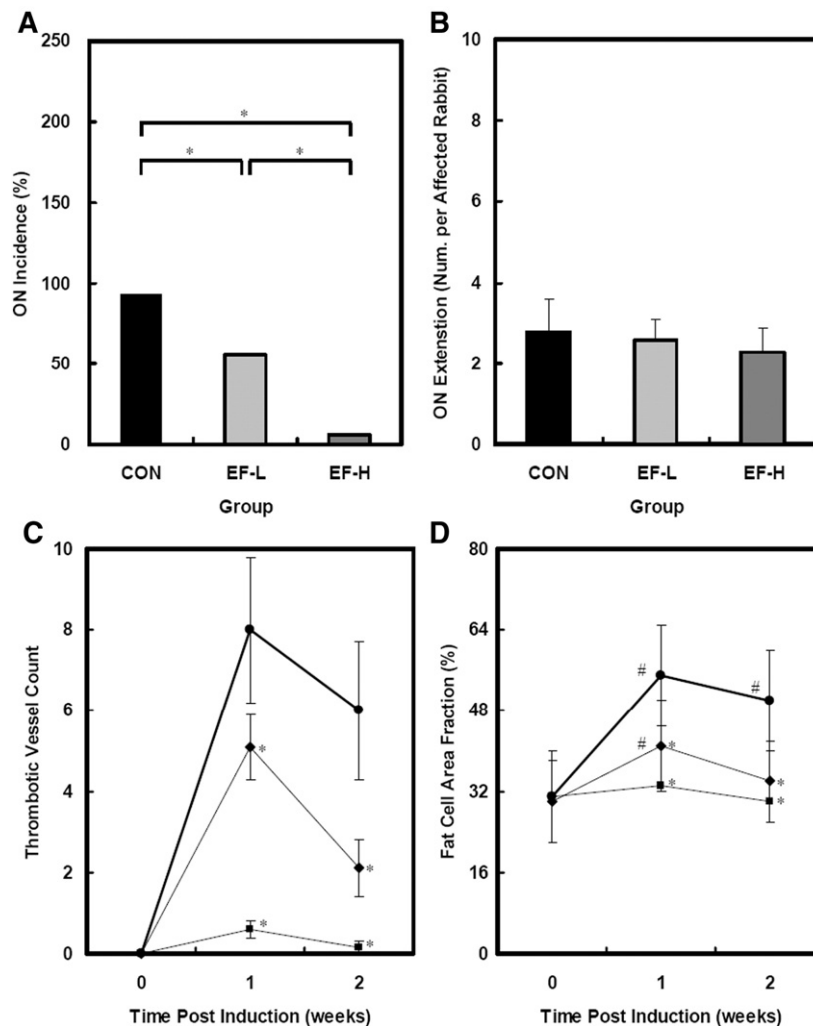 A
250
200
150
100
50
0
ON Incidence (%)
*
* *
CON EF-L EF-H
Group
B
10
8
6
4
2
0
ON Extenstion (Num. per Affected Rabbit)
CON EF-L EF-H
Group
C
10
8
6
4
2
0
Thrombotic Vessel Count
*
*
*
*
0 1 2
Time Post Induction (weeks)
D
80
64
48
32
16
0
Fat Cell Area Fraction (%)
# #
# *
*
*
*
0 1 2
Time Post Induction (weeks)